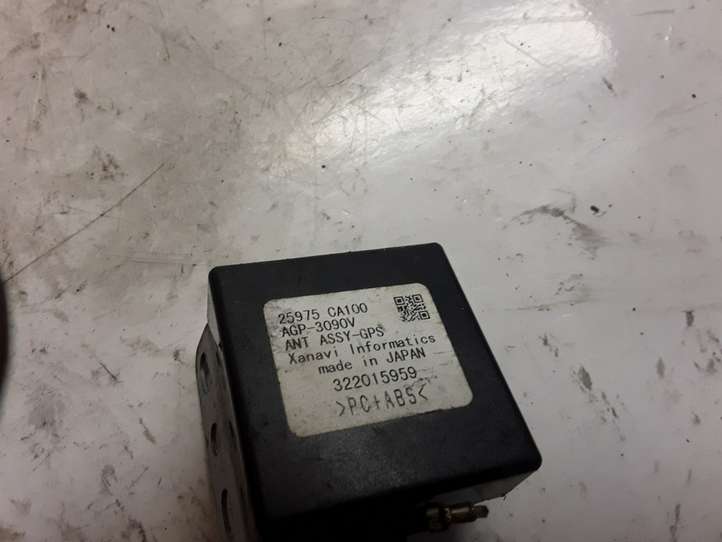 25975 CA100
AGP-3090V
ANT ASSY-GPS
Xanavi Informatics
made in JAPAN
322015959
>PC+ABS<